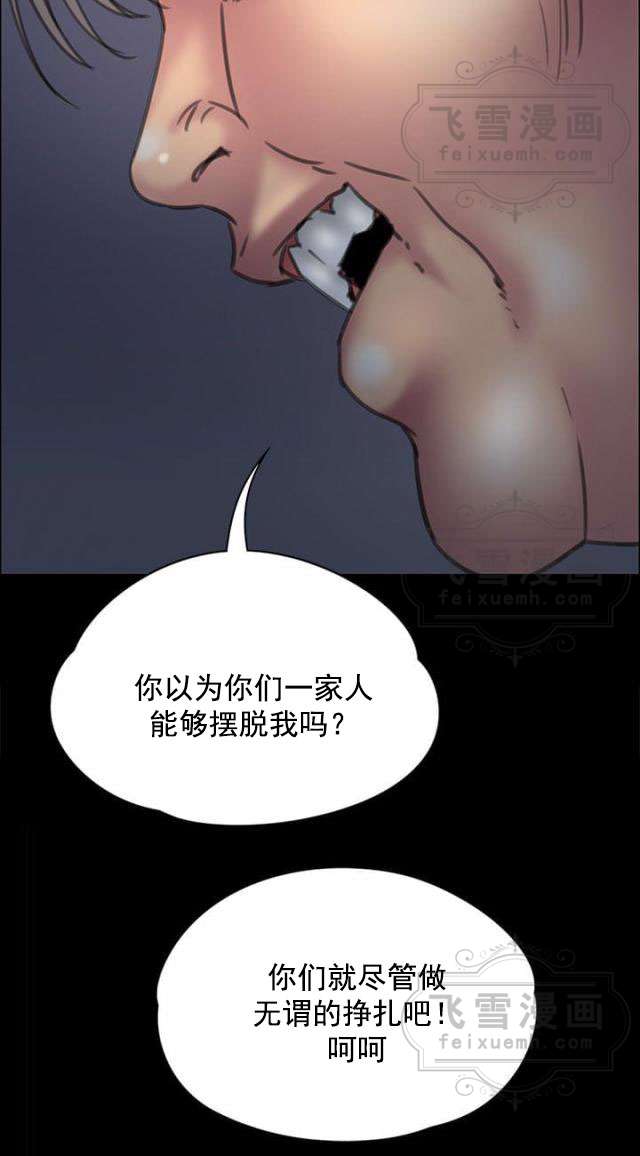 飞雪漫画
feixuemh.com
飞雪漫画
feixuemh.com
你以为你们一家人
能够摆脱我吗？
你们就尽管做
无谓的挣扎吧！
呵呵
飞雪漫画
feixuemh.com